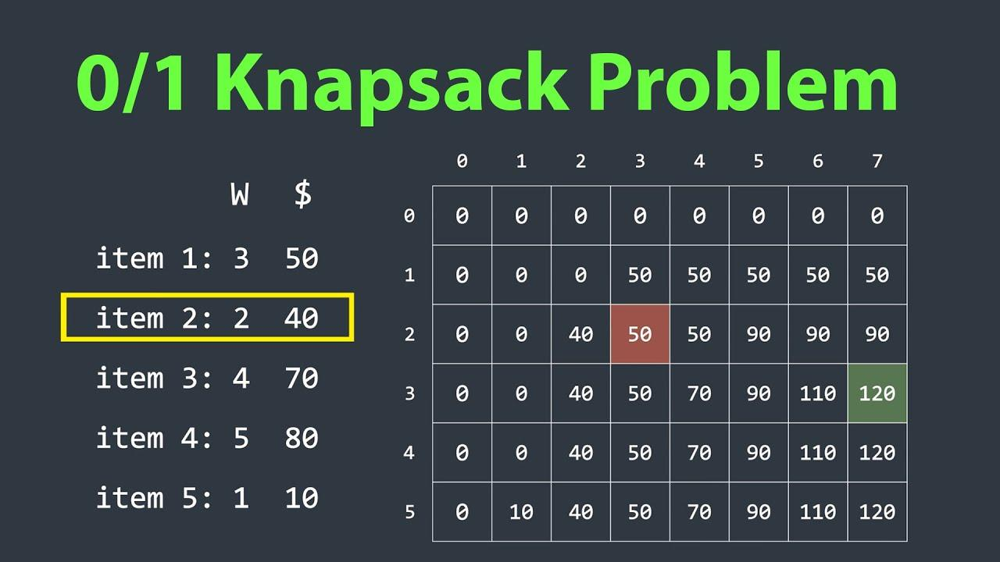 0/1 Knapsack Problem
W $
item 1: 3 50
item 2: 2 40
item 3: 4 70
item 4: 5 80
item 5: 1 10
0 1 2 3 4 5 6 7
0 0 0 0 0 0 0 0 0
1 0 0 0 50 50 50 50 50
2 0 0 40 50 50 90 90 90
3 0 0 40 50 70 90 110 120
4 0 0 40 50 70 90 110 120
5 0 10 40 50 70 90 110 120